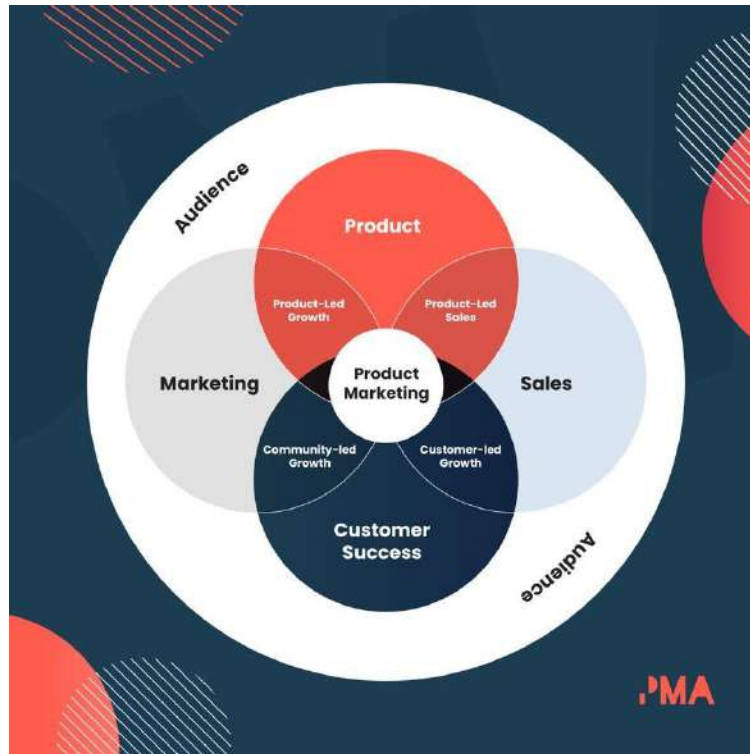 Audience
Product
Product-Led
Growth
Product-Led
Sales
Marketing
Product
Marketing
Sales
Community-led
Growth
Customer-led
Growth
Customer
Success
Audience
PMA